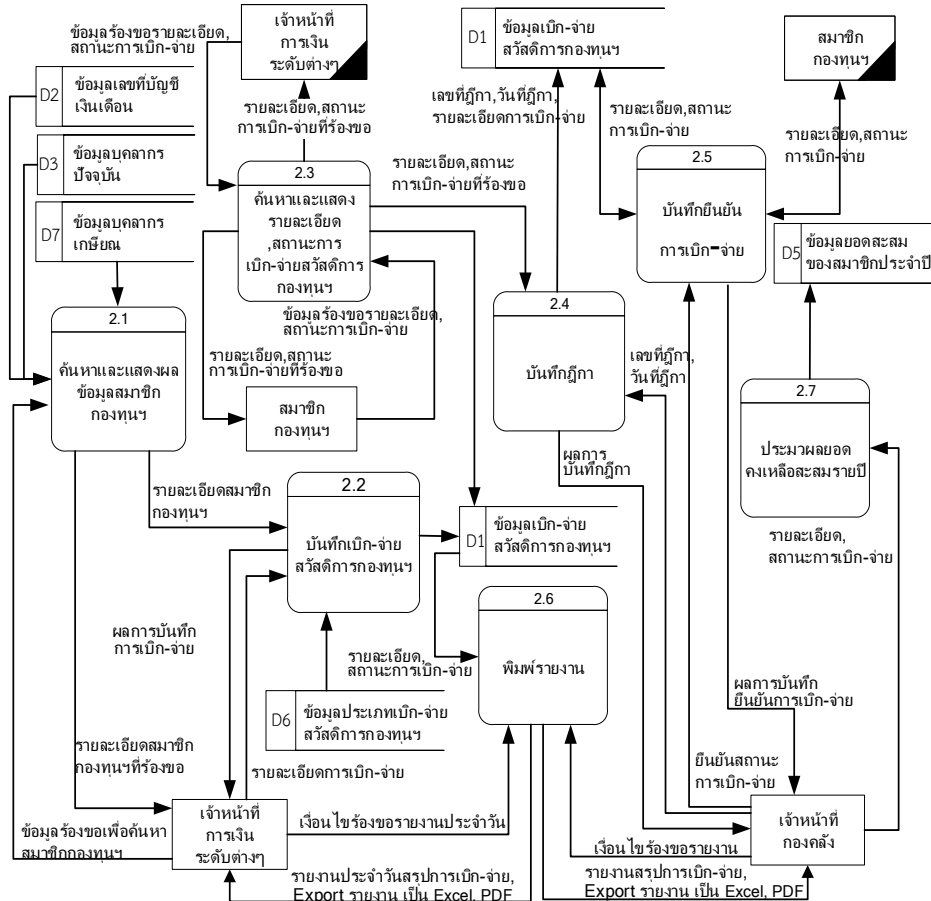 ข้อมูลร้องขอรายละเอียด,
สถานะการเบิก-จ่าย
เจ้าหน้าที่
การเงิน
ระดับต่างๆ
D1
ข้อมูลเบิก-จ่าย
สวัสดิการกองทุนฯ
สมาชิก
กองทุนฯ
D2
ข้อมูลเลขที่บัญชี
เงินเดือน
D3
ข้อมูลบุคลากร
ปัจจุบัน
D7
ข้อมูลบุคลากร
เกษียณ
รายละเอียด,สถานะ
การเบิก-จ่ายที่ร้องขอ
เลขที่ฎีกา,วันที่ฎีกา,
รายละเอียดการเบิก-จ่าย
รายละเอียด,สถานะ
การเบิก-จ่าย
รายละเอียด,สถานะ
การเบิก-จ่าย
2.3
ค้นหาและแสดง
รายละเอียด
,สถานะการ
เบิก-จ่ายสวัสดิการ
กองทุนฯ
รายละเอียด,สถานะ
การเบิก-จ่ายที่ร้องขอ
2.5
บันทึกยืนยัน
การเบิก-จ่าย
D5
ข้อมูลยอดสะสม
ของสมาชิกประจำปี
2.1
ค้นหาและแสดงผล
ข้อมูลสมาชิก
กองทุนฯ
ข้อมูลร้องขอรายละเอียด,
สถานะการเบิก-จ่าย
2.4
บันทึกฎีกา
รายละเอียด,สถานะ
การเบิก-จ่ายที่ร้องขอ
สมาชิก
กองทุนฯ
เลขที่ฎีกา,
วันที่ฎีกา
2.7
ประมวผลยอด
คงเหลือสะสมรายปี
ผลการ
บันทึกฎีกา
รายละเอียดสมาชิก
กองทุนฯ
2.2
บันทึกเบิก-จ่าย
สวัสดิการกองทุนฯ
D1
ข้อมูลเบิก-จ่าย
สวัสดิการกองทุนฯ
รายละเอียด,
สถานะการเบิก-จ่าย
2.6
พิมพ์รายงาน
ผลการบันทึก
การเบิก-จ่าย
รายละเอียด,
สถานะการเบิก-จ่าย
D6
ข้อมูลประเภทเบิก-จ่าย
สวัสดิการกองทุนฯ
ผลการบันทึก
ยืนยันการเบิก-จ่าย
รายละเอียดสมาชิก
กองทุนฯที่ร้องขอ
รายละเอียดการเบิก-จ่าย
ยืนยันสถานะ
การเบิก-จ่าย
ข้อมูลร้องขอเพื่อค้นหา
สมาชิกกองทุนฯ
เจ้าหน้าที่
การเงิน
ระดับต่างๆ
เงื่อนไขร้องขอรายงานประจำวัน
เงื่อนไขร้องขอรายงาน
เจ้าหน้าที่
กองคลัง
รายงานประจำวันสรุปการเบิก-จ่าย,
Export รายงาน เป็น Excel, PDF
รายงานสรุปการเบิก-จ่าย,
Export รายงาน เป็น Excel, PDF